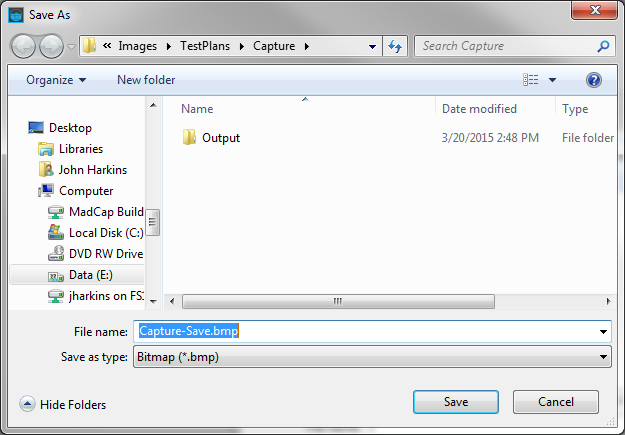 Save As
« Images ▸ TestPlans ▸ Capture ▸
Search Capture
Organize
New folder
Name
Date modified
Type
Desktop
Libraries
John Harkins
Computer
MadCap Build
Local Disk (C:)
DVD RW Drive
Data (E:)
jharkins on FS
Output
3/20/2015 2:48 PM
File folder
File name:
Capture-Save.bmp
Save as type:
Bitmap (*.bmp)
Hide Folders
Save
Cancel